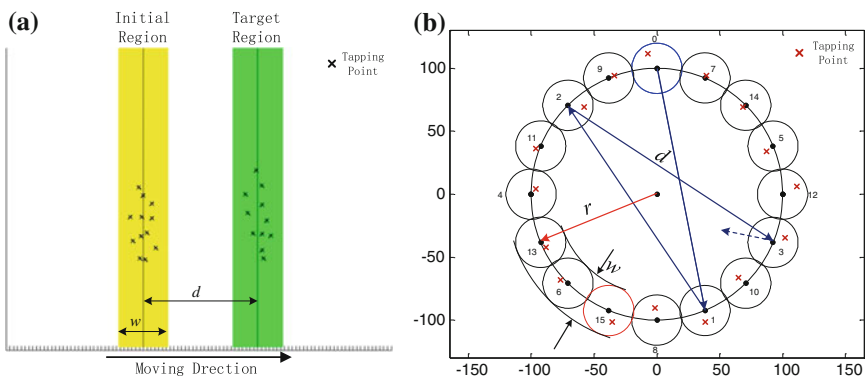 (a)
Initial
Region
Target
Region
Tapping
Point
d
w
Moving Direction
(b)
Tapping
Point
100
50
0
-50
-100
-150
-100
-50
0
50
100
150
0
7
14
5
12
3
10
1
8
15
6
13
4
11
2
9
d
r
w